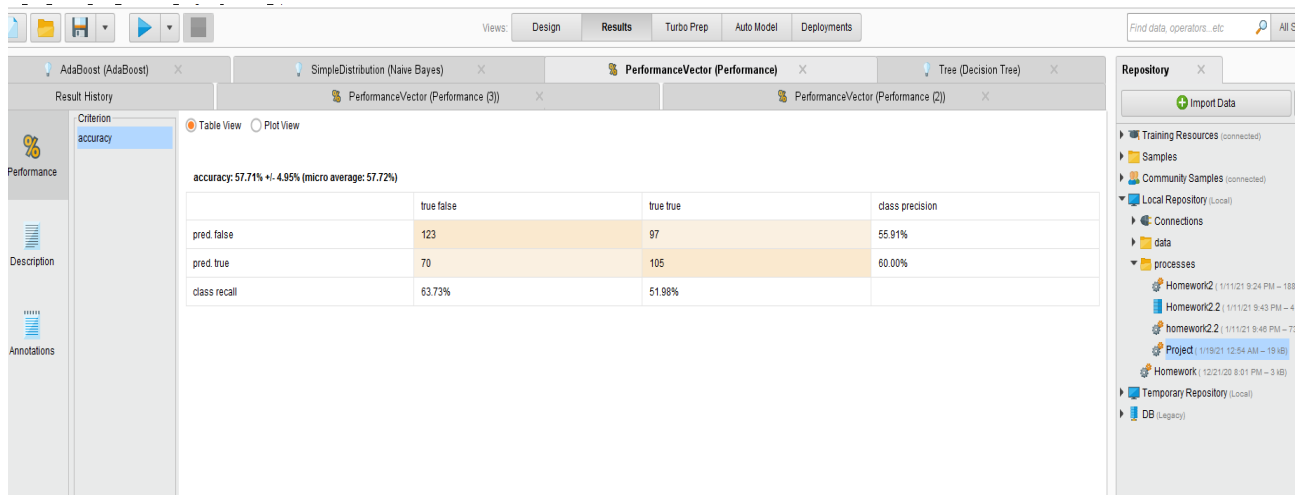 Views: Design Results Turbo Prep Auto Model Deployments Find data, operators...etc All S
AdaBoost (AdaBoost) SimpleDistribution (Naive Bayes) PerformanceVector (Performance) Tree (Decision Tree)
Result History PerformanceVector (Performance (3)) PerformanceVector (Performance (2))
Performance
Description
Annotations
Criterion
accuracy
Table View Plot View
accuracy: 57.71% +/- 4.95% (micro average: 57.72%)
true false true true class precision
pred. false 123 97 55.91%
pred. true 70 105 60.00%
class recall 63.73% 51.98%
Repository
Import Data
Training Resources (connected)
Samples
Community Samples (connected)
Local Repository (Local)
Connections
data
processes
Homework2 ( 1/11/21 9:24 PM – 188
Homework2.2 ( 1/11/21 9:43 PM – 4
homework2.2 ( 1/11/21 9:46 PM – 7
Project ( 1/19/21 12:54 AM – 19 kB)
Homework ( 12/21/20 8:01 PM – 3 kB)
Temporary Repository (Local)
DB (Legacy)